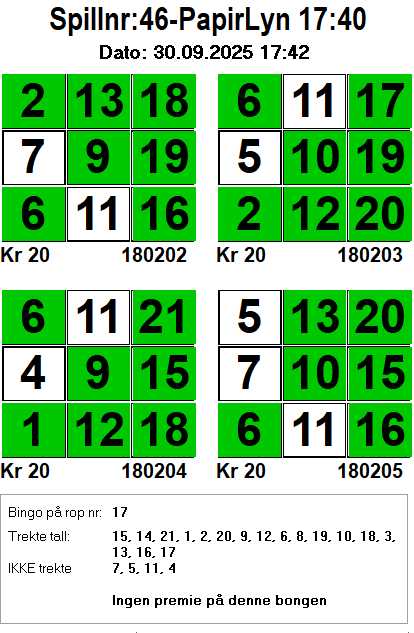 Spillnr:46-PapirLyn 17:40
Dato: 30.09.2025 17:42
2 13 18
7 9 19
6 11 16
Kr 20 180202
6 11 17
5 10 19
2 12 20
Kr 20 180203
6 11 21
4 9 15
1 12 18
Kr 20 180204
5 13 20
7 10 15
6 11 16
Kr 20 180205
Bingo på rop nr: 17
Trekte tall: 15, 14, 21, 1, 2, 20, 9, 12, 6, 8, 19, 10, 18, 3,
13, 16, 17
IKKE trekte 7, 5, 11, 4
Ingen premie på denne bongen